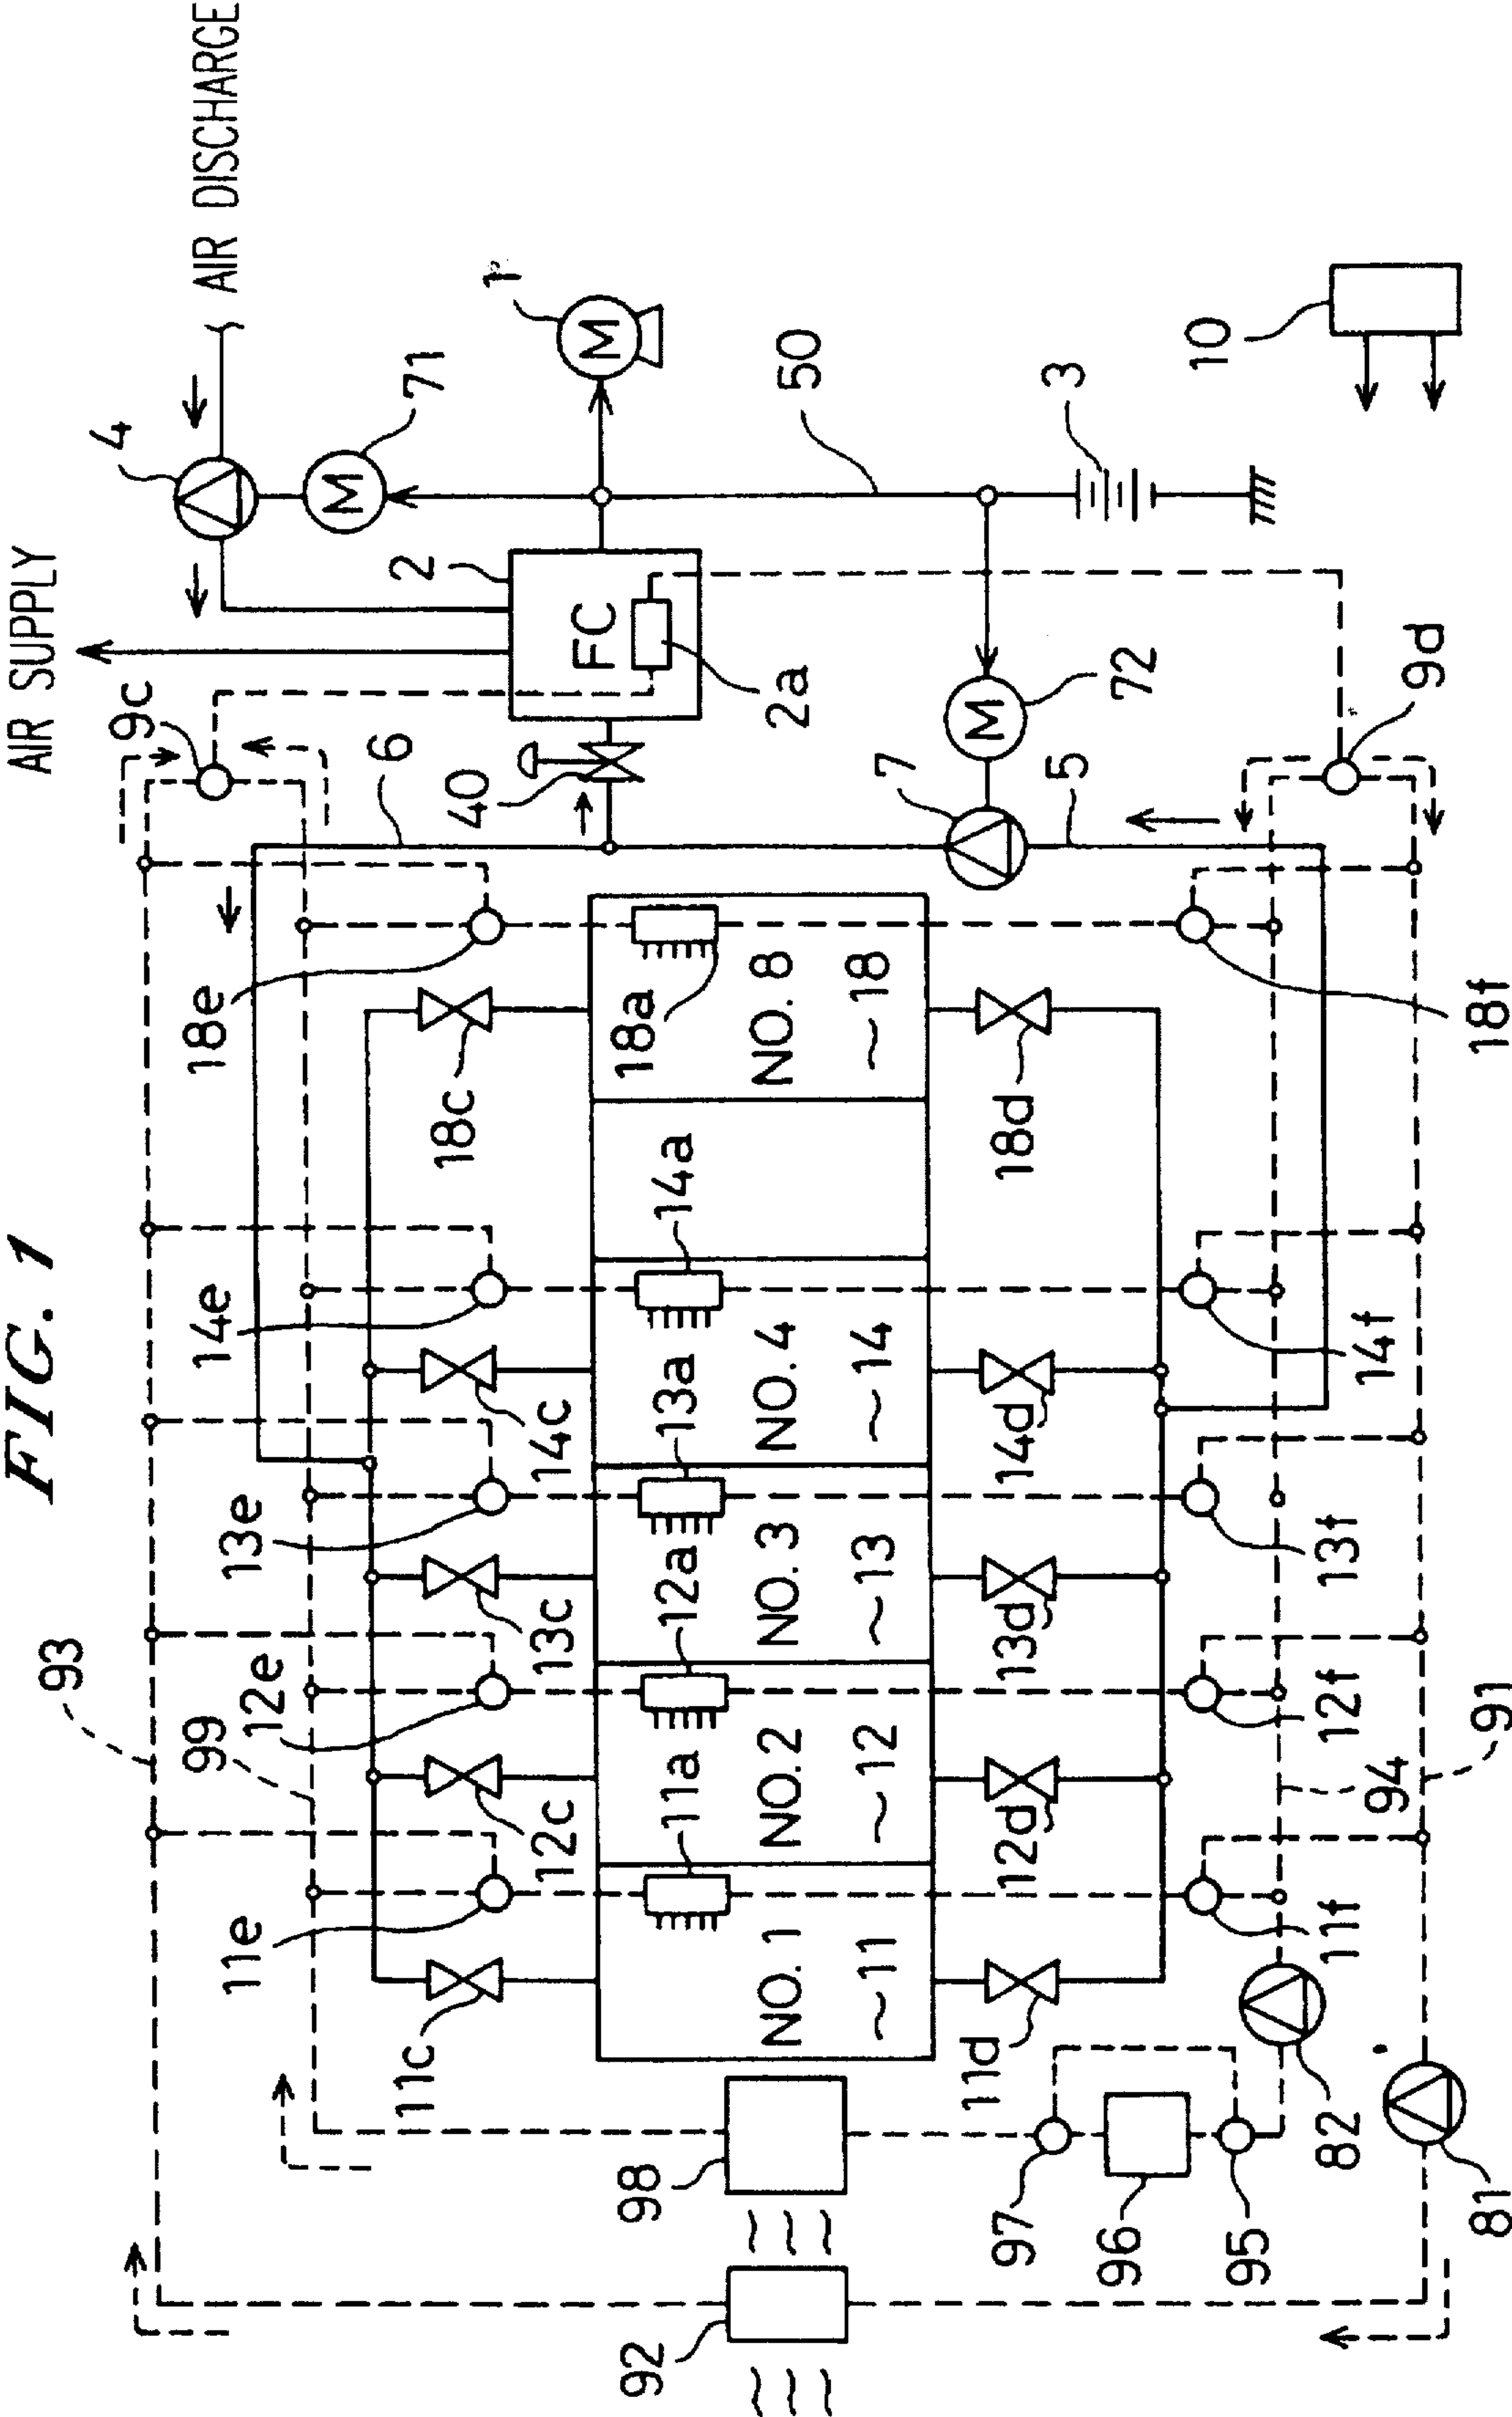 FIG. 1
AIR SUPPLY
AIR DISCHARGE
93
99
9c
4
71
1
6
2
FC
2a
40
50
3
10
7
72
5
9d
11e
12e
13e
14e
18e
11c
12c
13c
14c
18c
11a
12a
13a
14a
18a
NO. 1
~11
NO. 2
~12
NO. 3
~13
NO. 4
~14
NO. 8
~18
M
M
M
11d
12d
13d
14d
18d
11f
12f
13f
14f
18f
92
98
97
96
95
82
81
94
91